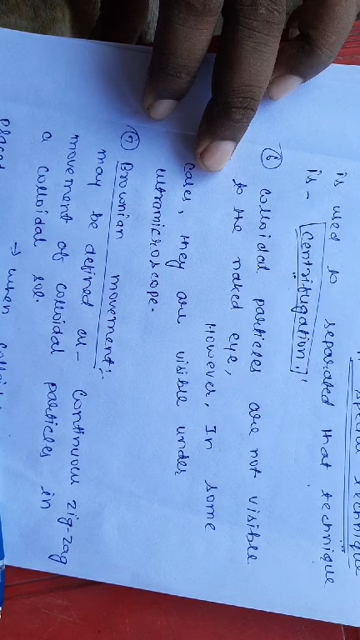 technique
is used to separated that technique
is - [centrifugation.]
⑥ colloidal particles are not visible
to the naked eye,
However, In some
cases, they are visible under
ultramicroscope.
⑦ Brownian movement:-
may be defined as - Continuous zig-zag
movement of colloidal particles in
a colloidal sol.
→ when